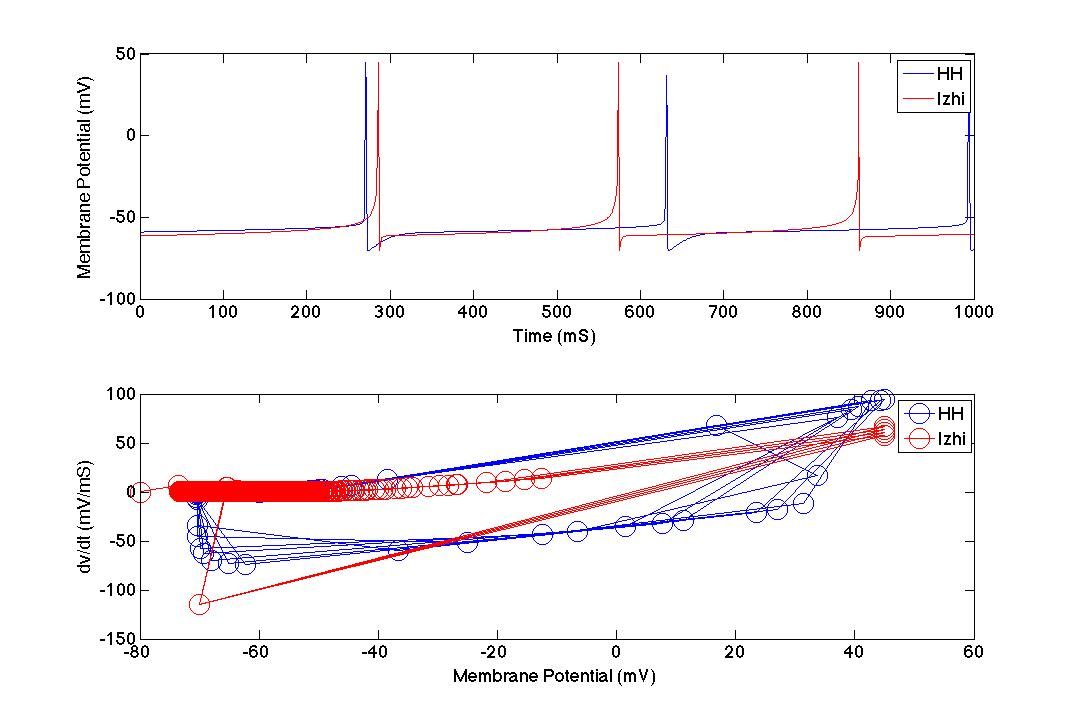 50
0
-50
-100
Membrane Potential (mV)
HH
Izhi
0 100 200 300 400 500 600 700 800 900 1000
Time (mS)
100
50
0
-50
-100
-150
dv/dt (mV/mS)
HH
Izhi
-80 -60 -40 -20 0 20 40 60
Membrane Potential (mV)